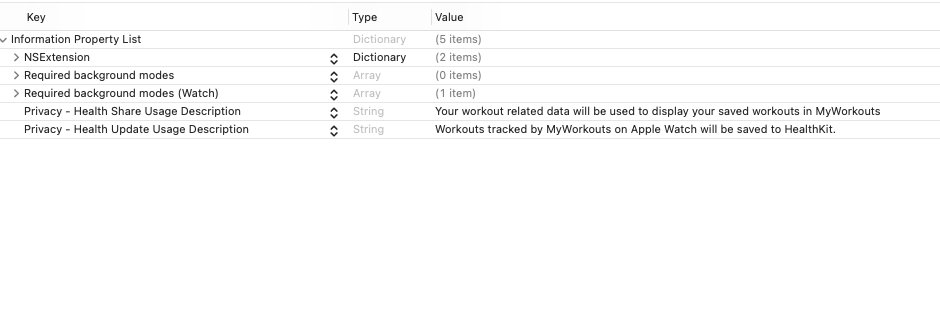 Key Type Value
Information Property List Dictionary (5 items)
NSExtension Dictionary (2 items)
Required background modes Array (0 items)
Required background modes (Watch) Array (1 item)
Privacy - Health Share Usage Description String Your workout related data will be used to display your saved workouts in MyWorkouts
Privacy - Health Update Usage Description String Workouts tracked by MyWorkouts on Apple Watch will be saved to HealthKit.